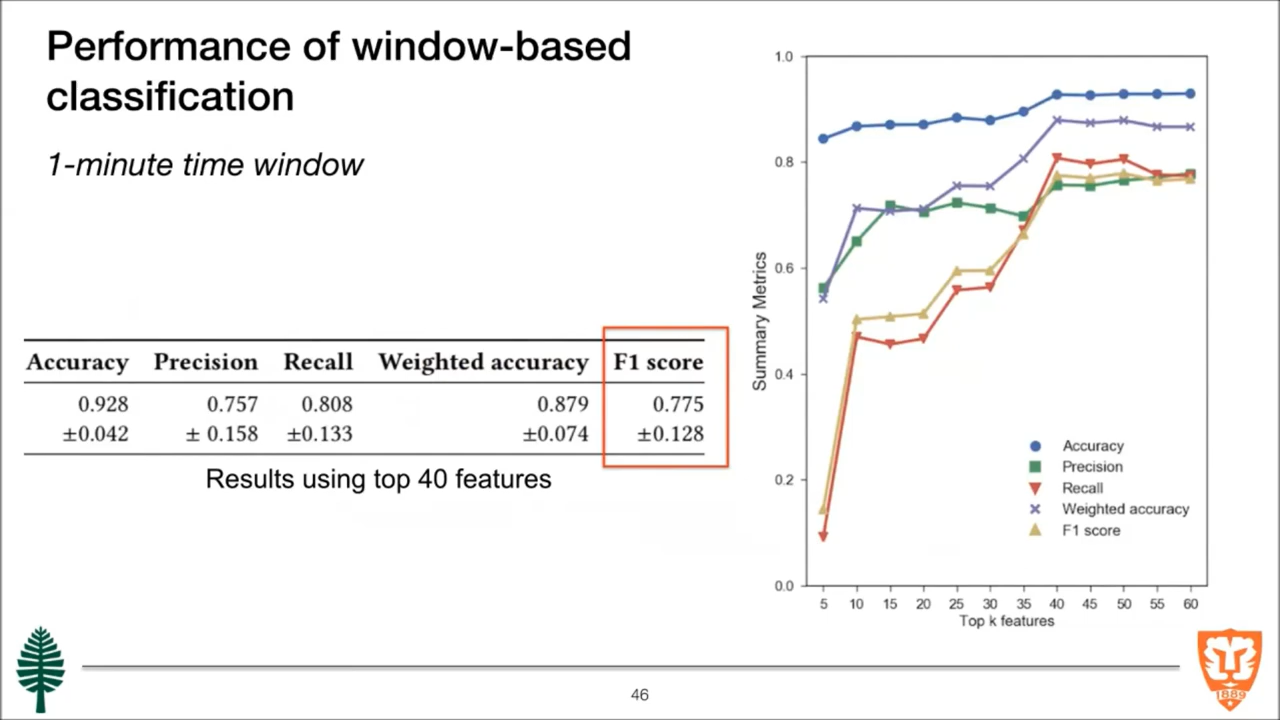 Performance of window-based
classification
1-minute time window
Accuracy Precision Recall Weighted accuracy F1 score
0.928 0.757 0.808 0.879 0.775
±0.042 ± 0.158 ±0.133 ±0.074 ±0.128
Results using top 40 features
Summary Metrics
1.0
0.8
0.6
0.4
0.2
0.0
Accuracy
Precision
Recall
Weighted accuracy
F1 score
5 10 15 20 25 30 35 40 45 50 55 60
Top k features
46
1889